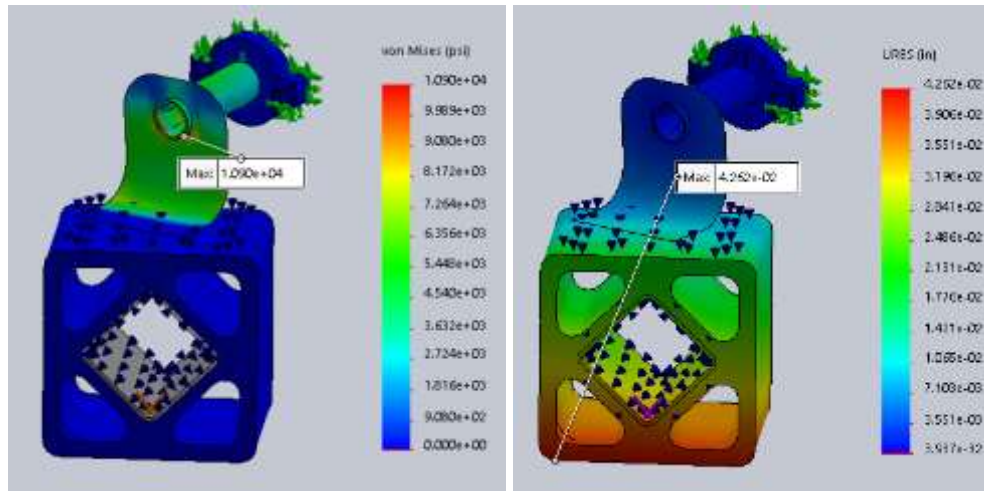 von Mises (psi)
1.090e+04
9.989e+03
9.080e+03
8.172e+03
7.264e+03
6.356e+03
5.448e+03
4.540e+03
3.632e+03
2.724e+03
1.816e+03
9.080e+02
0.000e+00
Max: 1.090e+04
URES (in)
4.262e-02
3.906e-02
3.551e-02
3.196e-02
2.841e-02
2.486e-02
2.131e-02
1.776e-02
1.421e-02
1.065e-02
7.103e-03
3.551e-03
Max: 4.262e-02